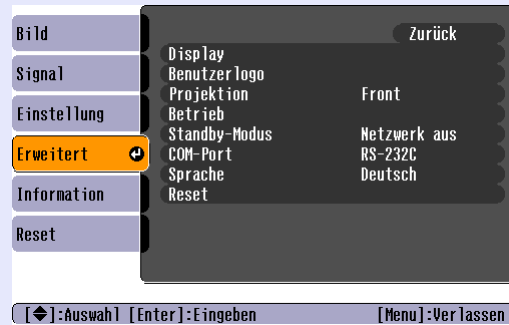 Bild
Signal
Einstellung
Erweitert
Information
Reset
Zurück
Display
Benutzerlogo
Projektion Front
Betrieb
Standby-Modus Netzwerk aus
COM-Port RS-232C
Sprache Deutsch
Reset
[◆]:Auswahl [Enter]:Eingeben [Menu]:Verlassen